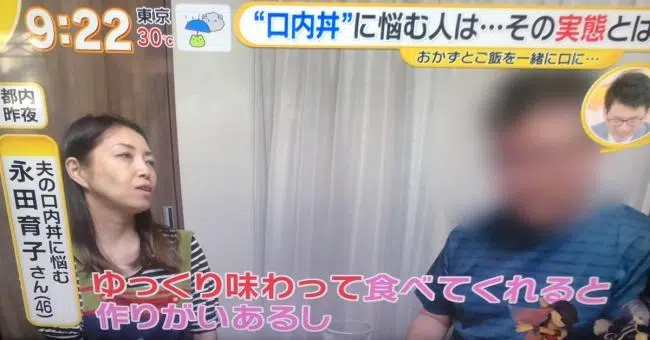 9:22
東京
30℃
“口内丼”に悩む人は…その実態とは
おかずとご飯を一緒に口に…
都内
昨夜
夫の口内丼に悩む
永田育子さん(46)
ゆっくり味わって食べてくれると
作りがいあるし